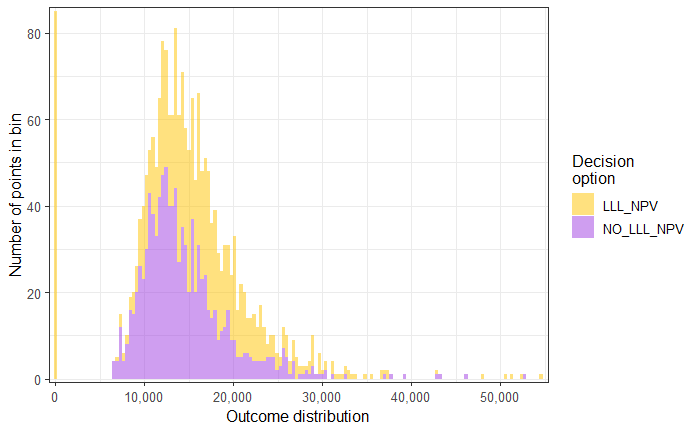 Number of points in bin
80
60
40
20
0
0
10,000
20,000
30,000
40,000
50,000
Outcome distribution
Decision
option
LLL_NPV
NO_LLL_NPV